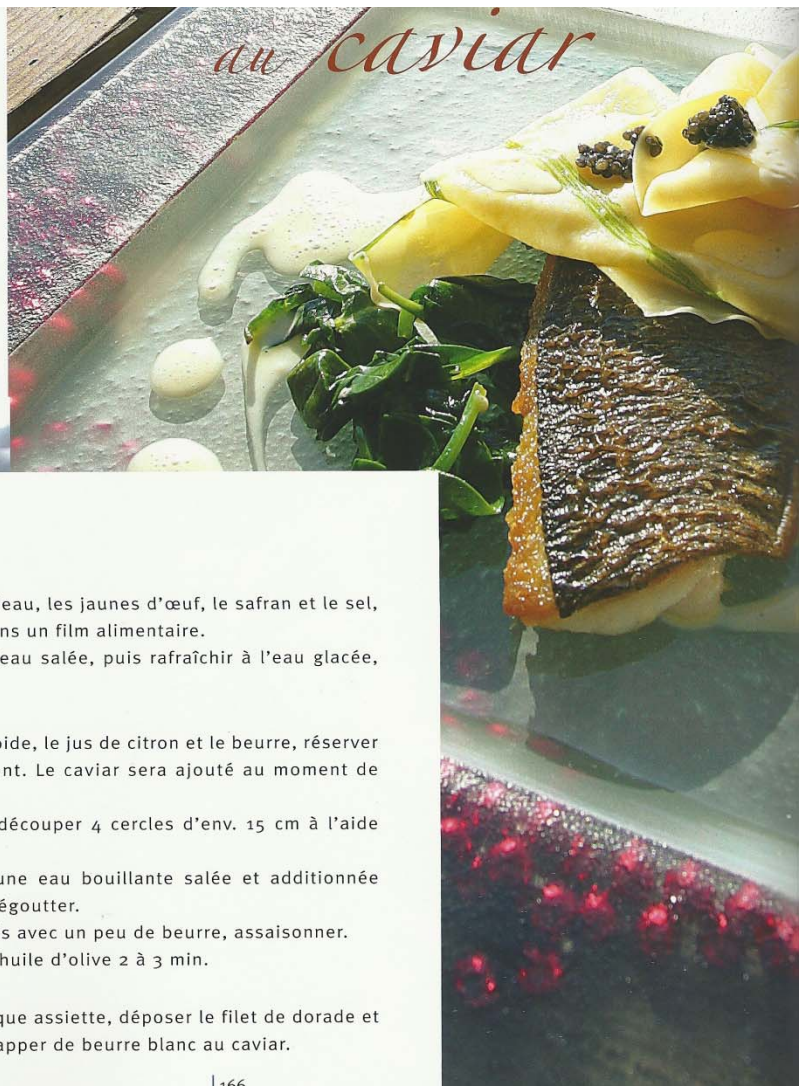 au caviar
eau, les jaunes d'œuf, le safran et le sel,
ns un film alimentaire.
eau salée, puis rafraîchir à l'eau glacée,
oide, le jus de citron et le beurre, réserver
nt. Le caviar sera ajouté au moment de
découper 4 cercles d'env. 15 cm à l'aide
une eau bouillante salée et additionnée
égoutter.
s avec un peu de beurre, assaisonner.
huile d'olive 2 à 3 min.
que assiette, déposer le filet de dorade et
apper de beurre blanc au caviar.
|166